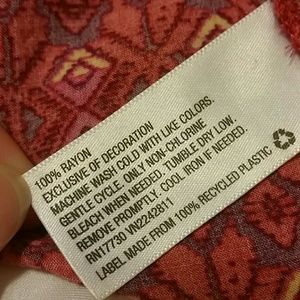 100% RAYON
EXCLUSIVE OF DECORATION
MACHINE WASH COLD WITH LIKE COLORS.
GENTLE CYCLE. ONLY NON-CHLORINE
BLEACH WHEN NEEDED. TUMBLE DRY LOW.
REMOVE PROMPTLY. COOL IRON IF NEEDED.
RN17730 VN2242811
LABEL MADE FROM 100% RECYCLED PLASTIC